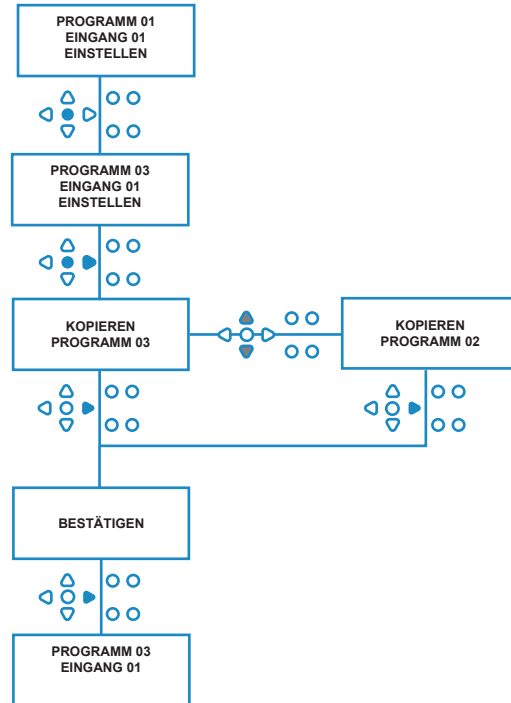 PROGRAMM 01
EINGANG 01
EINSTELLEN
PROGRAMM 03
EINGANG 01
EINSTELLEN
KOPIEREN
PROGRAMM 03
KOPIEREN
PROGRAMM 02
BESTÄTIGEN
PROGRAMM 03
EINGANG 01